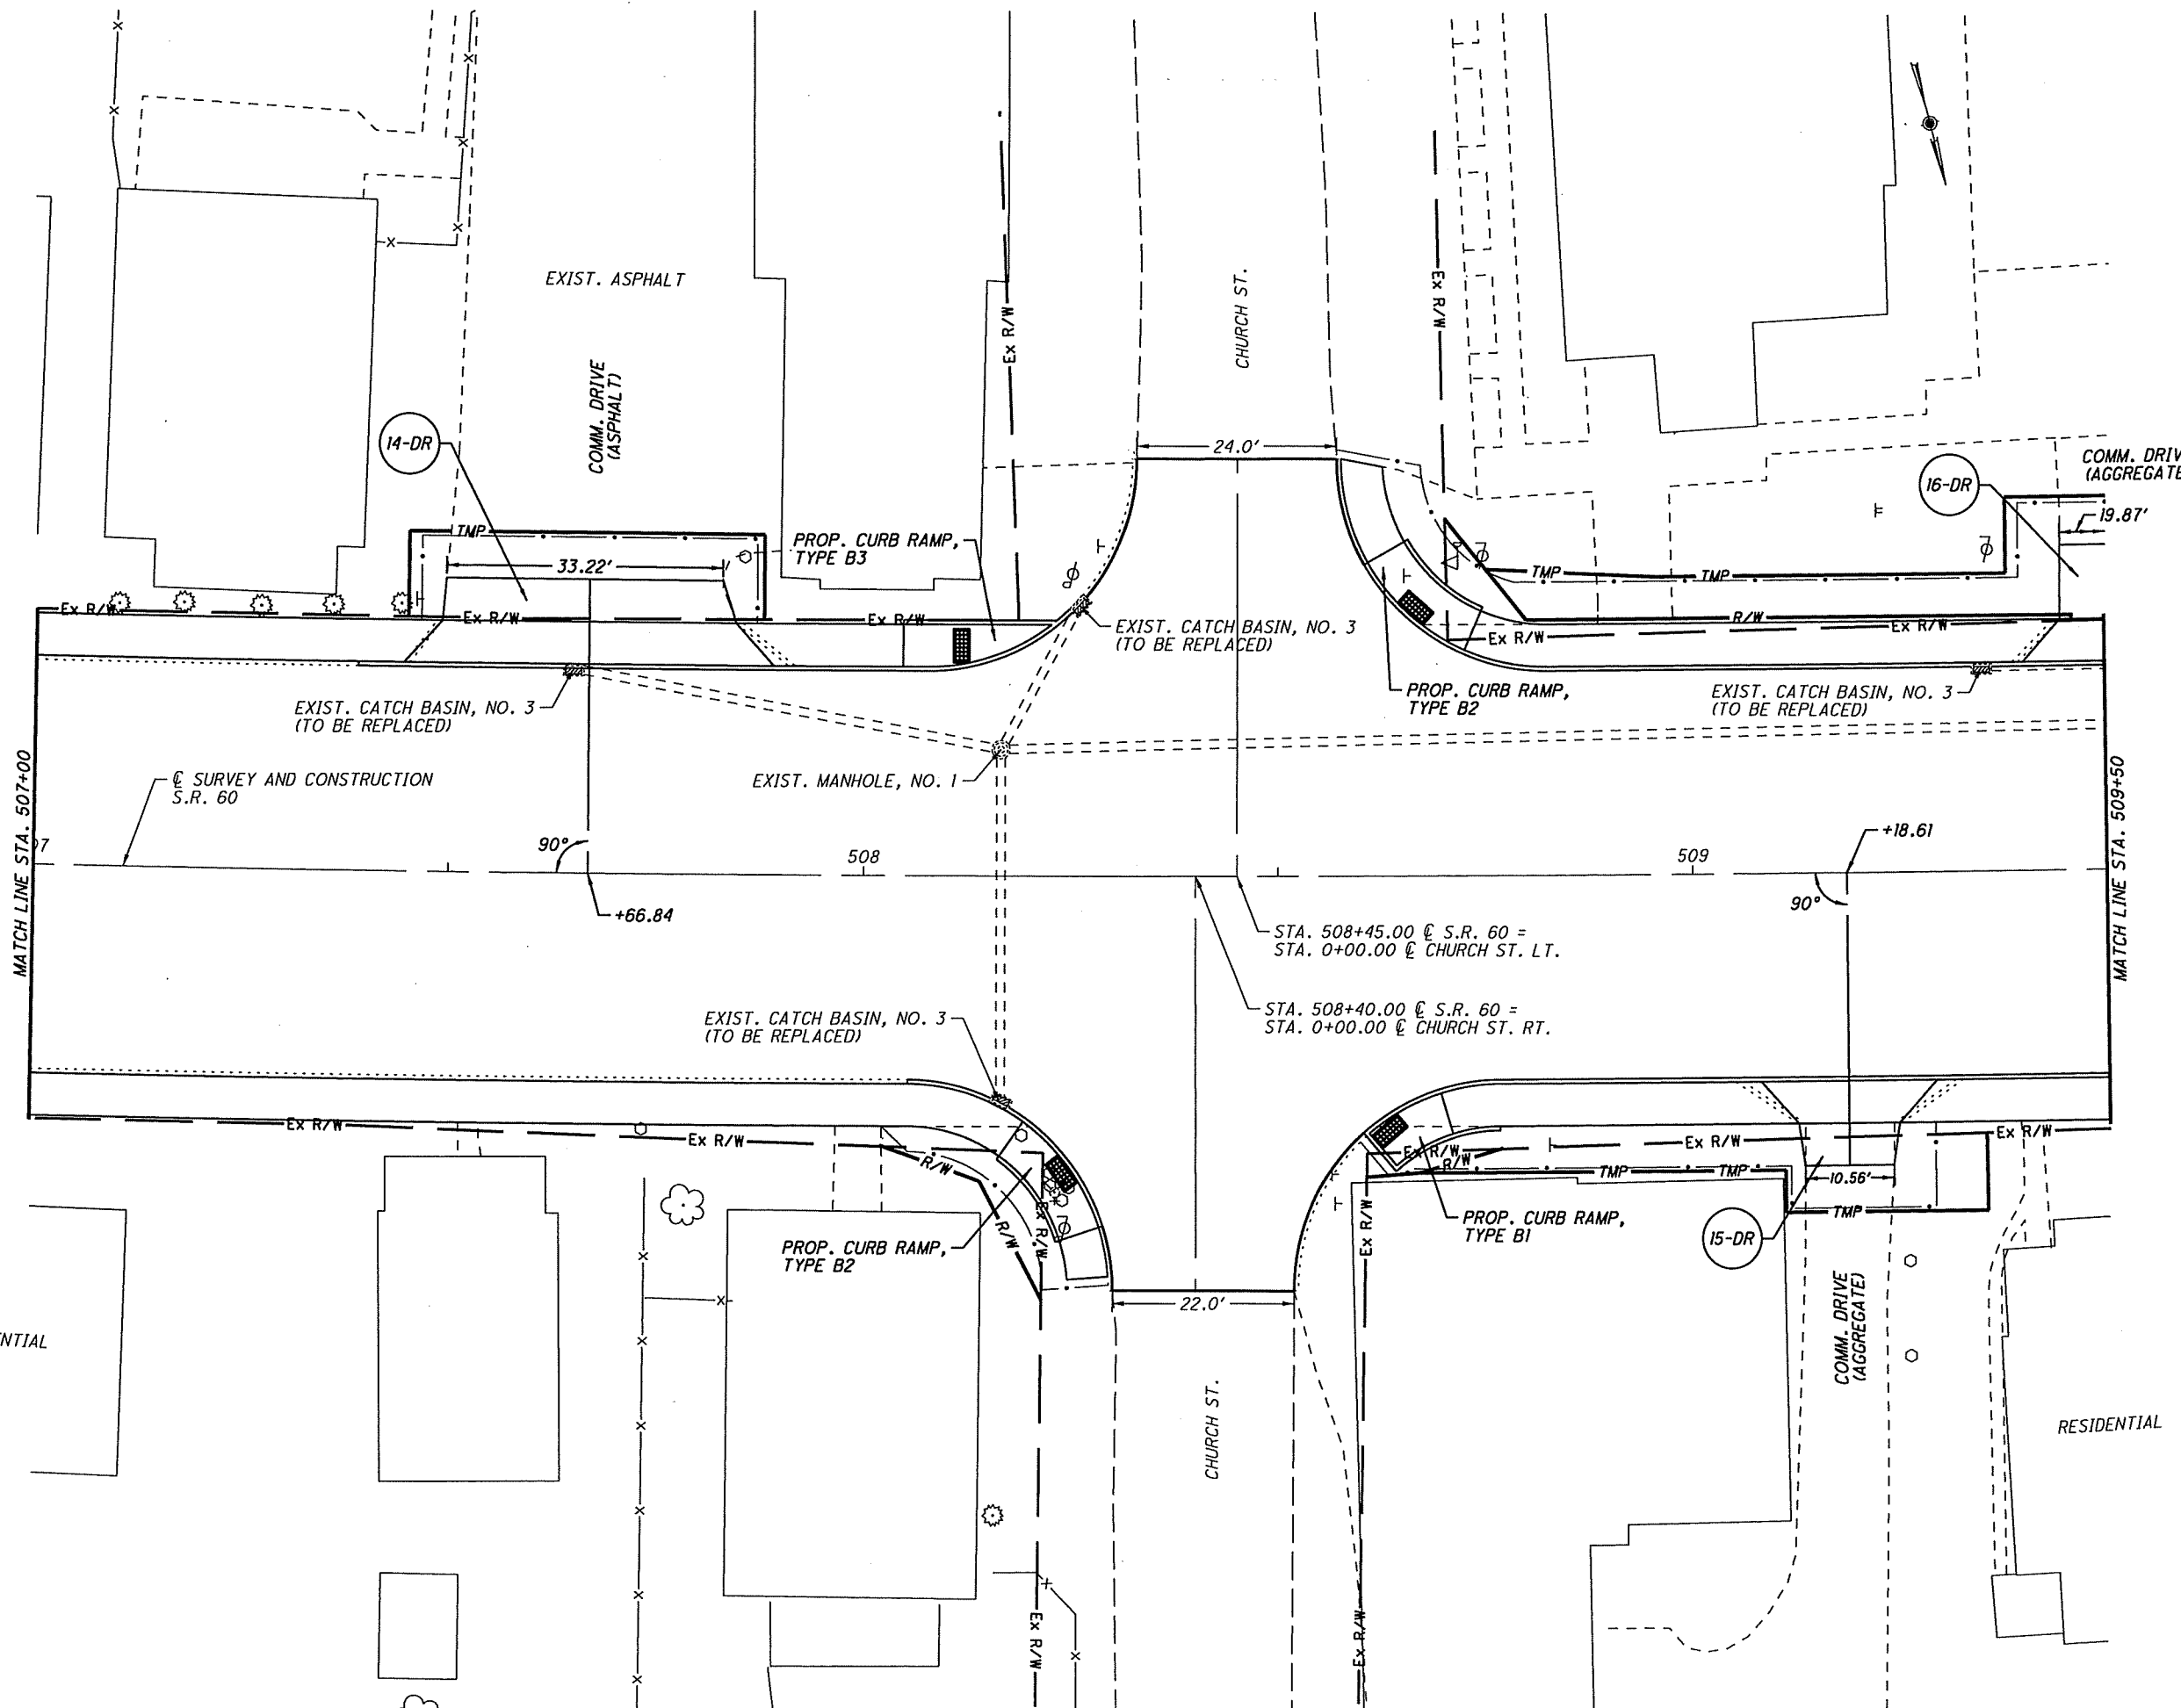 EXIST. ASPHALT
COMM. DRIVE
(ASPHALT)
14-DR
Ex R/W
CHURCH ST.
Ex R/W
24.0'
COMM. DRIV
(AGGREGATE
16-DR
19.87'
TMP
33.22'
PROP. CURB RAMP,
TYPE B3
TMP
TMP
Ex R/W
Ex R/W
Ex R/W
EXIST. CATCH BASIN, NO. 3
(TO BE REPLACED)
Ex R/W
R/W
Ex R/W
EXIST. CATCH BASIN, NO. 3
(TO BE REPLACED)
PROP. CURB RAMP,
TYPE B2
EXIST. CATCH BASIN, NO. 3
(TO BE REPLACED)
MATCH LINE STA. 507+00
℄ SURVEY AND CONSTRUCTION
S.R. 60
EXIST. MANHOLE, NO. 1
MATCH LINE STA. 509+50
7
90°
508
509
+18.61
+66.84
90°
STA. 508+45.00 ℄ S.R. 60 =
STA. 0+00.00 ℄ CHURCH ST. LT.
STA. 508+40.00 ℄ S.R. 60 =
STA. 0+00.00 ℄ CHURCH ST. RT.
EXIST. CATCH BASIN, NO. 3
(TO BE REPLACED)
Ex R/W
Ex R/W
R/W
Ex R/W
R/W
Ex R/W
R/W
Ex R/W
Ex R/W
TMP
TMP
10.56'
TMP
PROP. CURB RAMP,
TYPE B2
PROP. CURB RAMP,
TYPE B1
Ex R/W
15-DR
22.0'
COMM. DRIVE
(AGGREGATE)
NTIAL
CHURCH ST.
RESIDENTIAL
Ex R/W
Ex R/W